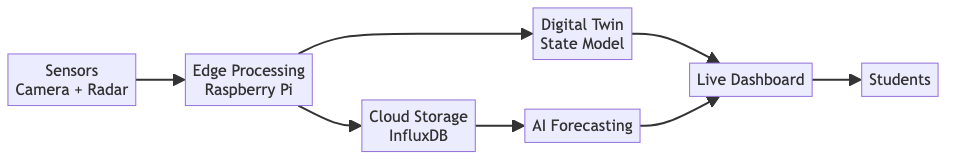 Sensors
Camera + Radar
Edge Processing
Raspberry Pi
Digital Twin
State Model
Cloud Storage
InfluxDB
AI Forecasting
Live Dashboard
Students